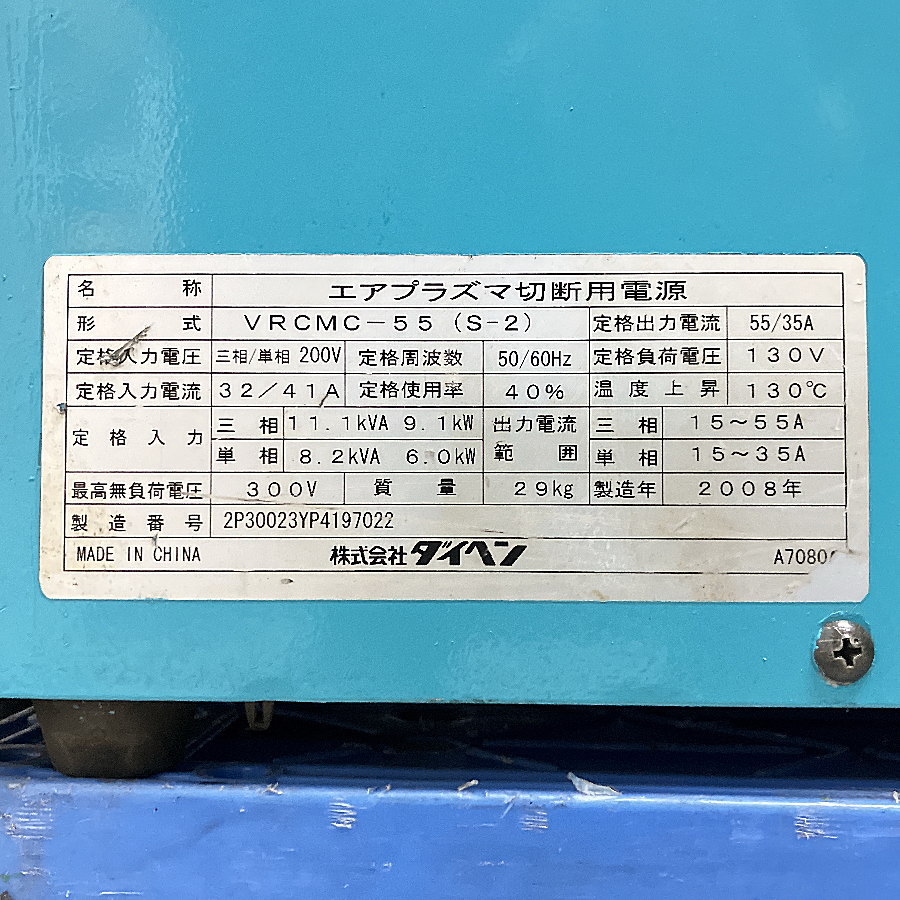 名称 エアプラズマ切断用電源
形式 VRCMC-55 (S-2) 定格出力電流 55/35A
定格入力電圧 三相/単相 200V 定格周波数 50/60Hz 定格負荷電圧 130V
定格入力電流 32/41A 定格使用率 40% 温度上昇 130℃
定格入力 三相 11.1kVA 9.1kW 出力電流範囲 三相 15~55A
単相 8.2kVA 6.0kW 単相 15~35A
最高無負荷電圧 300V 質量 29kg 製造年 2008年
製造番号 2P30023YP4197022
MADE IN CHINA 株式会社ダイヘン